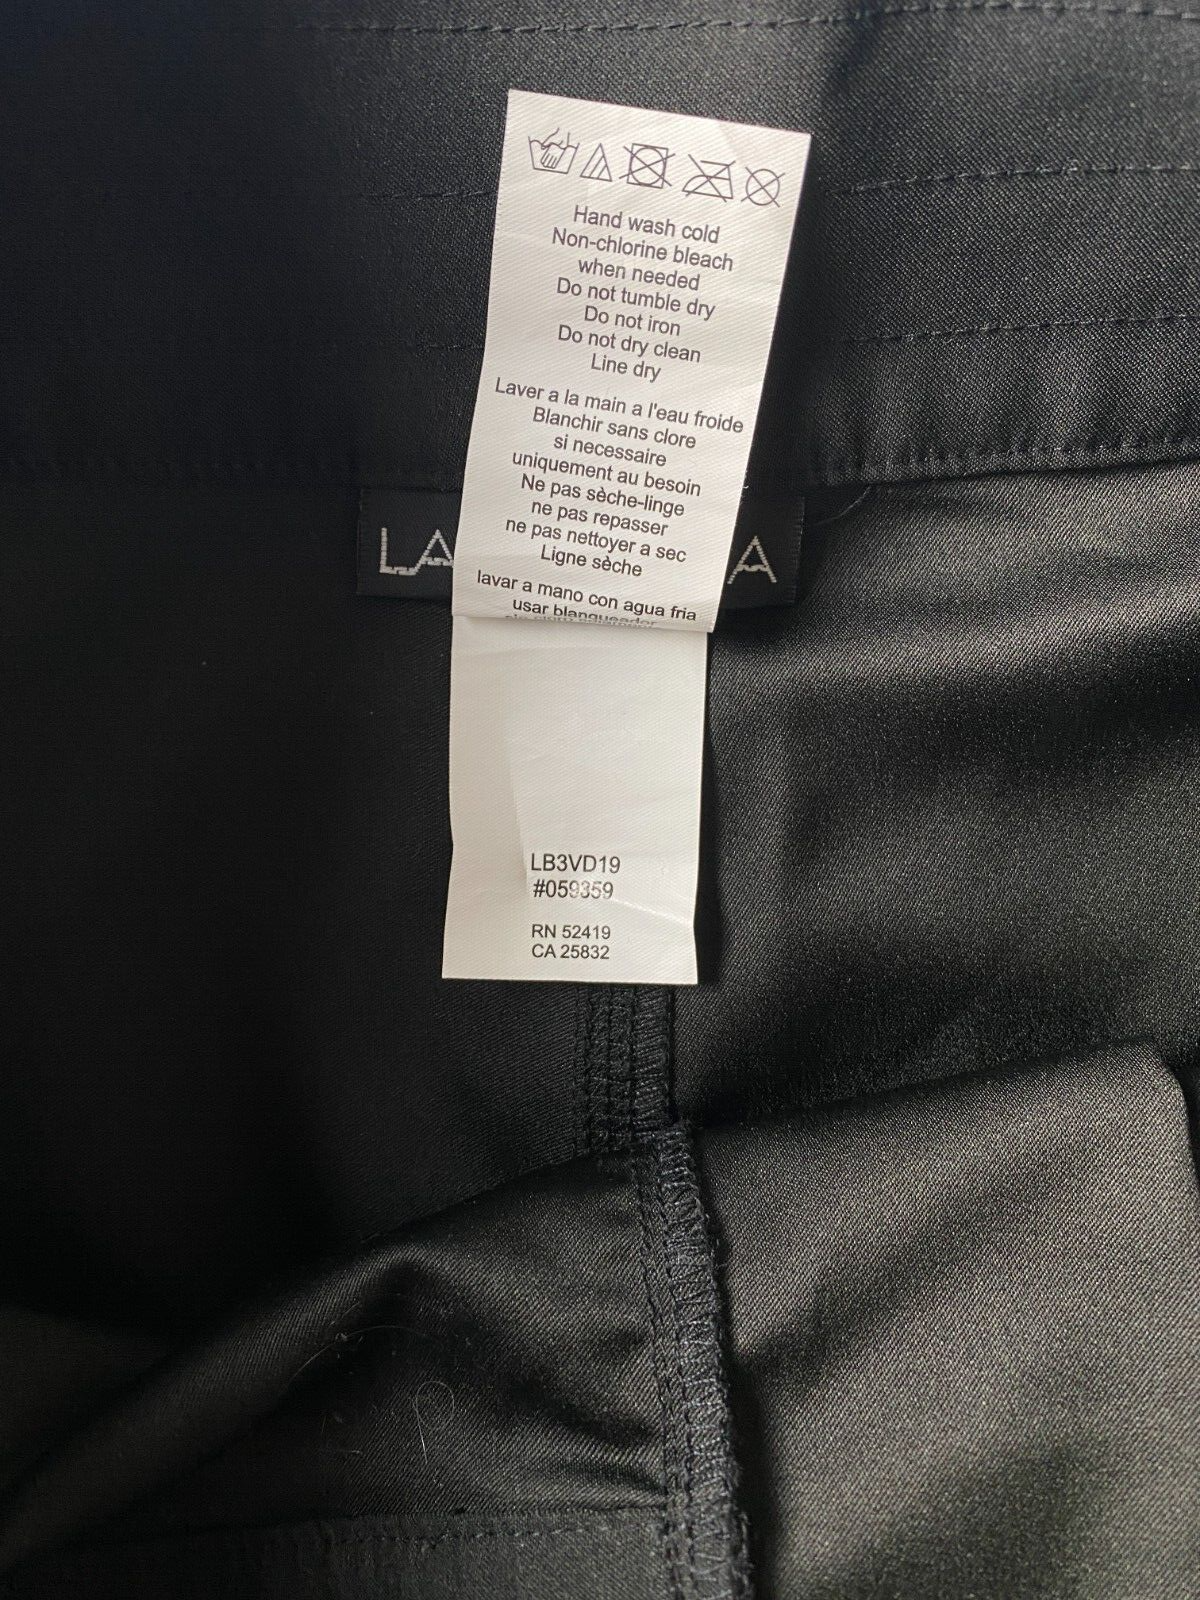 Hand wash cold
Non-chlorine bleach
when needed
Do not tumble dry
Do not iron
Do not dry clean
Line dry
Laver a la main a l'eau froide
Blanchir sans clore
si necessaire
uniquement au besoin
Ne pas sèche-linge
ne pas repasser
ne pas nettoyer a sec
Ligne sèche
LA A
lavar a mano con agua fria
usar blanqueador
LB3VD19
#059359
RN 52419
CA 25832